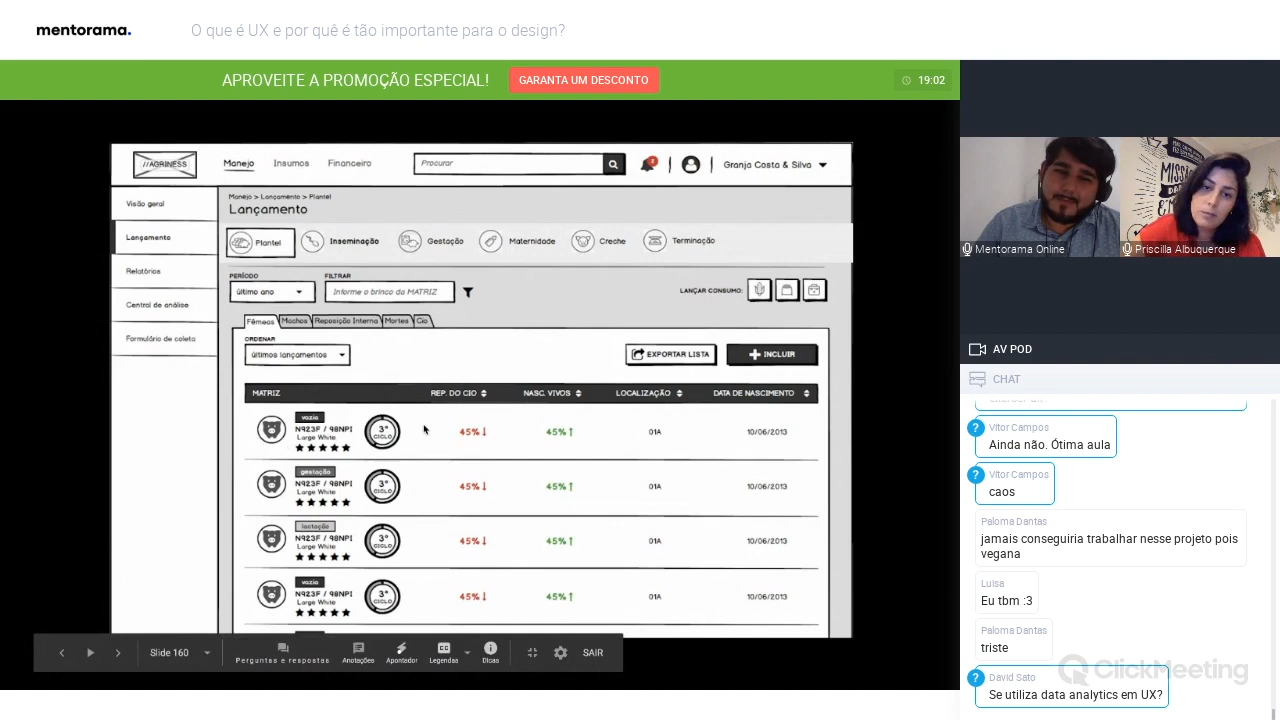 mentorama.
O que é UX e por quê é tão importante para o design?
APROVEITE A PROMOÇÃO ESPECIAL!
GARANTA UM DESCONTO
19:02
//AGRINESS
Manejo
Insumos
Financeiro
Procurar
Granja Costa & Silva
Visão geral
Lançamento
Relatórios
Central de análise
Formulário de coleta
Manejo > Lançamento > Plantel
Lançamento
Plantel
Inseminação
Gestação
Maternidade
Creche
Terminação
PERÍODO
último ano
FILTRAR
Informe o brinco da MATRIZ
LANÇAR CONSUMO:
Fêmeas
Machos
Reposição Interna
Mortes
Cio
ORDENAR
últimos lançamentos
EXPORTAR LISTA
INCLUIR
MATRIZ
REP. DO CIO
NASC. VIVOS
LOCALIZAÇÃO
DATA DE NASCIMENTO
vazia
N923F / 98NPI
Large White
3°
CICLO
45%
45%
01A
10/06/2013
gestação
N923F / 98NPI
Large White
3°
CICLO
45%
45%
01A
10/06/2013
lactação
N923F / 98NPI
Large White
3°
CICLO
45%
45%
01A
10/06/2013
vazia
N923F / 98NPI
Large White
3°
CICLO
45%
45%
01A
10/06/2013
Slide 160
Perguntas e respostas
Anotações
Apontador
CC
Legendas
Dicas
SAIR
MISSÃO
Mentorama Online
Priscilla Albuquerque
AV POD
CHAT
Vitor Campos
Ainda não. Ótima aula
Vitor Campos
caos
Paloma Dantas
jamais conseguiria trabalhar nesse projeto pois
vegana
Luisa
Eu tbm :3
Paloma Dantas
triste
ClickMeeting
David Sato
Se utiliza data analytics em UX?